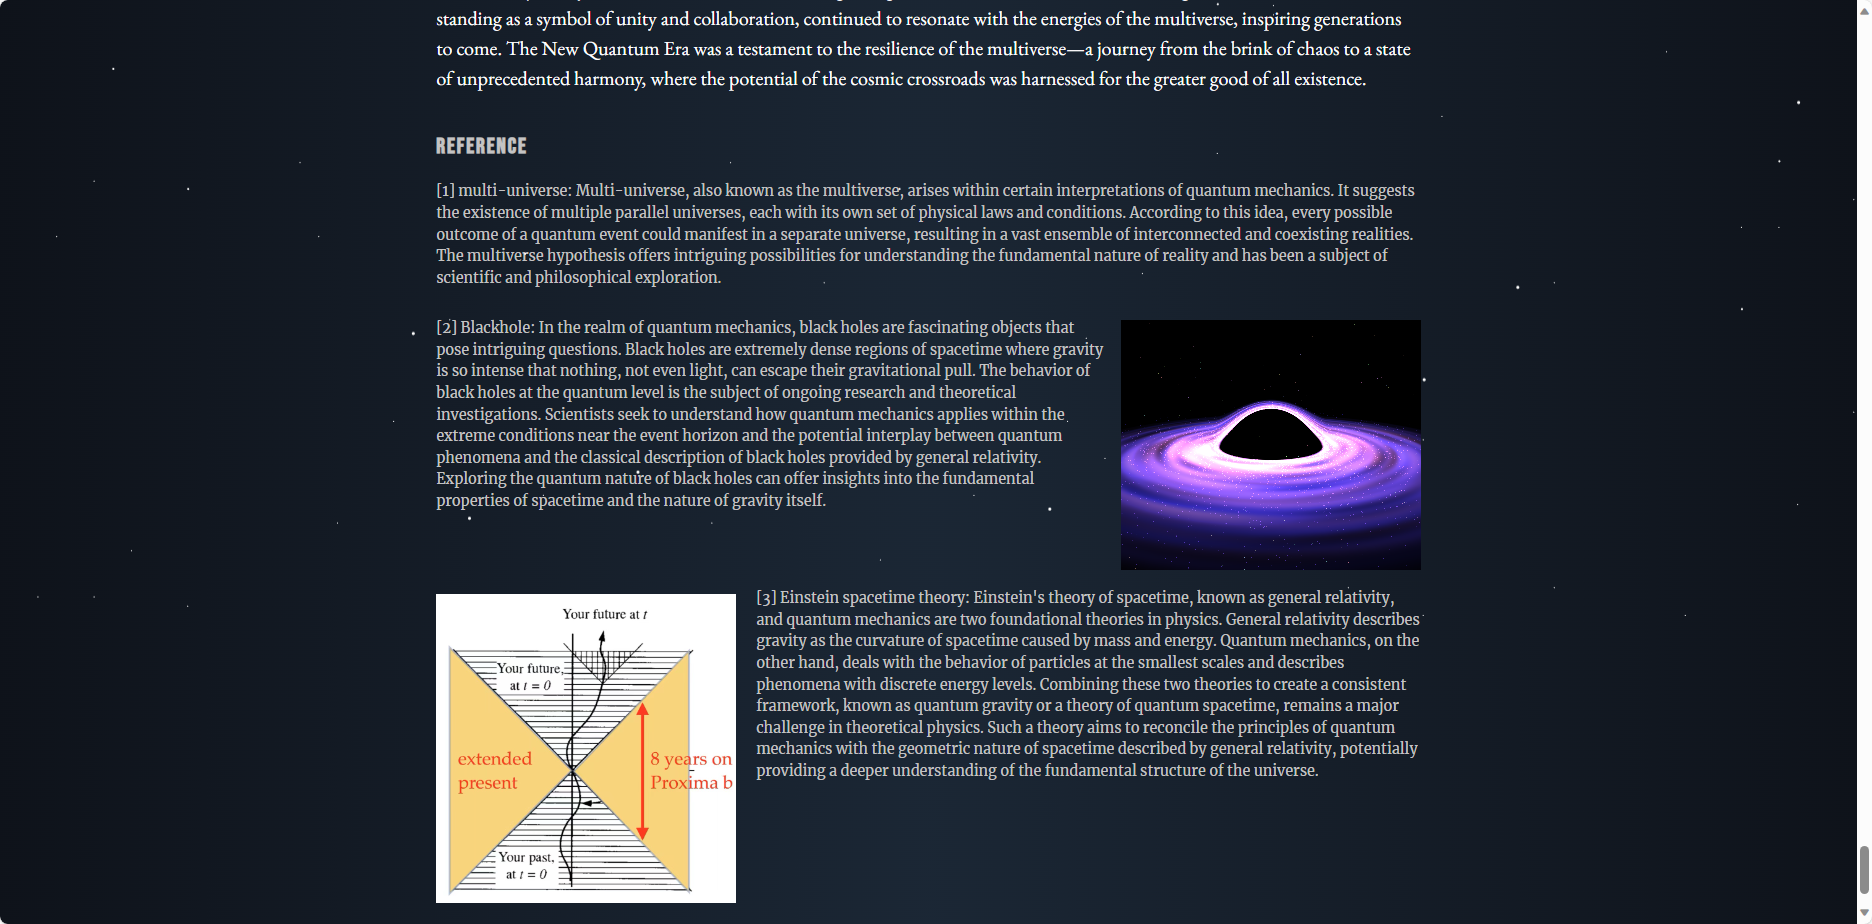 standing as a symbol of unity and collaboration, continued to resonate with the energies of the multiverse, inspiring generations
to come. The New Quantum Era was a testament to the resilience of the multiverse—a journey from the brink of chaos to a state
of unprecedented harmony, where the potential of the cosmic crossroads was harnessed for the greater good of all existence.
REFERENCE
[1] multi-universe: Multi-universe, also known as the multiverse, arises within certain interpretations of quantum mechanics. It suggests
the existence of multiple parallel universes, each with its own set of physical laws and conditions. According to this idea, every possible
outcome of a quantum event could manifest in a separate universe, resulting in a vast ensemble of interconnected and coexisting realities.
The multiverse hypothesis offers intriguing possibilities for understanding the fundamental nature of reality and has been a subject of
scientific and philosophical exploration.
[2] Blackhole: In the realm of quantum mechanics, black holes are fascinating objects that
pose intriguing questions. Black holes are extremely dense regions of spacetime where gravity
is so intense that nothing, not even light, can escape their gravitational pull. The behavior of
black holes at the quantum level is the subject of ongoing research and theoretical
investigations. Scientists seek to understand how quantum mechanics applies within the
extreme conditions near the event horizon and the potential interplay between quantum
phenomena and the classical description of black holes provided by general relativity.
Exploring the quantum nature of black holes can offer insights into the fundamental
properties of spacetime and the nature of gravity itself.
Your future at t
Your future,
at t = 0
extended
present
8 years on
Proxima b
Your past,
at t = 0
[3] Einstein spacetime theory: Einstein's theory of spacetime, known as general relativity,
and quantum mechanics are two foundational theories in physics. General relativity describes
gravity as the curvature of spacetime caused by mass and energy. Quantum mechanics, on the
other hand, deals with the behavior of particles at the smallest scales and describes
phenomena with discrete energy levels. Combining these two theories to create a consistent
framework, known as quantum gravity or a theory of quantum spacetime, remains a major
challenge in theoretical physics. Such a theory aims to reconcile the principles of quantum
mechanics with the geometric nature of spacetime described by general relativity, potentially
providing a deeper understanding of the fundamental structure of the universe.